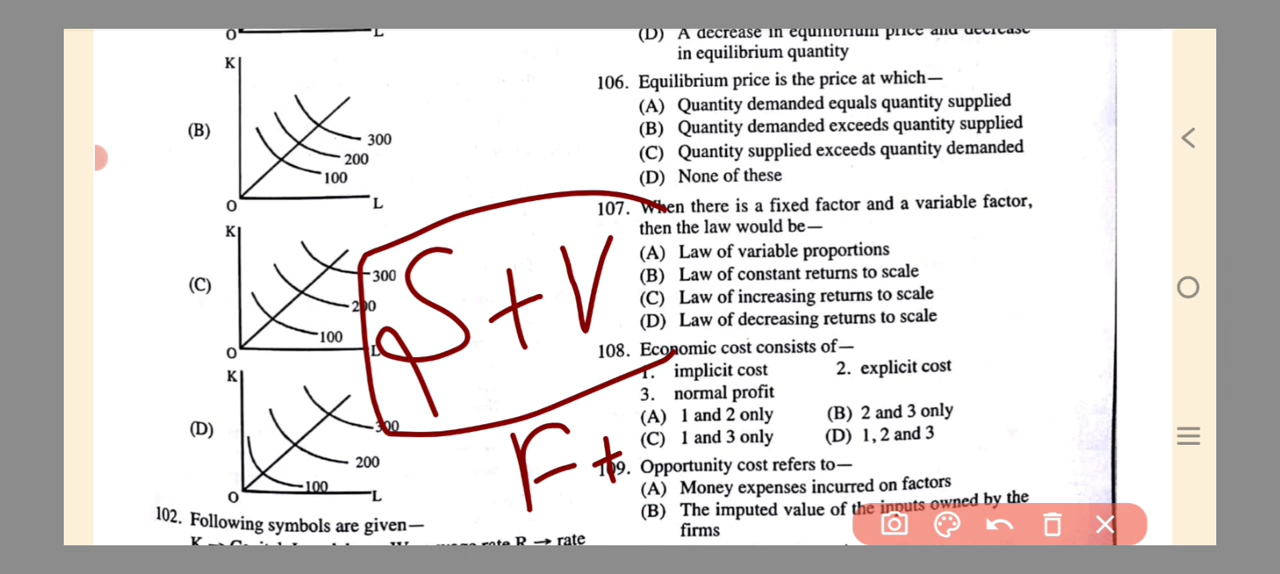 O L
K
(B)
300
200
100
O L
K
(C)
300
200
100
O L
K
(D)
300
200
100
O L
102. Following symbols are given—
rate R → rate
(D) A decrease in equilibrium price and decrease
in equilibrium quantity
106. Equilibrium price is the price at which—
(A) Quantity demanded equals quantity supplied
(B) Quantity demanded exceeds quantity supplied
(C) Quantity supplied exceeds quantity demanded
(D) None of these
107. When there is a fixed factor and a variable factor,
then the law would be—
(A) Law of variable proportions
(B) Law of constant returns to scale
(C) Law of increasing returns to scale
(D) Law of decreasing returns to scale
108. Economic cost consists of—
1. implicit cost 2. explicit cost
3. normal profit
(A) 1 and 2 only (B) 2 and 3 only
(C) 1 and 3 only (D) 1, 2 and 3
109. Opportunity cost refers to—
(A) Money expenses incurred on factors
(B) The imputed value of the inputs owned by the
firms
S+V
F+